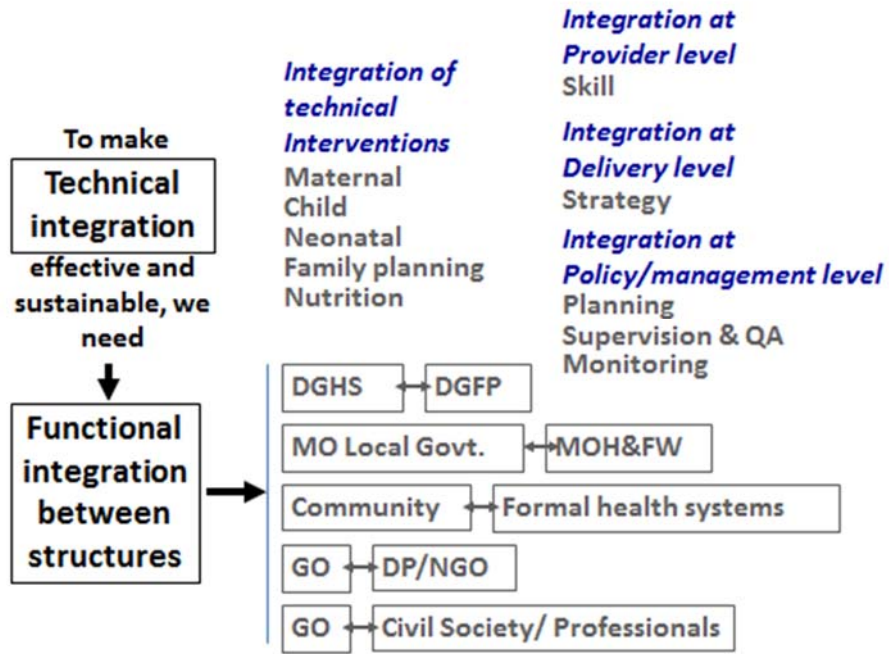 To make
Technical
integration
effective and
sustainable, we
need
Functional
integration
between
structures
Integration of
technical
Interventions
Maternal
Child
Neonatal
Family planning
Nutrition
Integration at
Provider level
Skill
Integration at
Delivery level
Strategy
Integration at
Policy/management level
Planning
Supervision & QA
Monitoring
DGHS DGFP
MO Local Govt. MOH&FW
Community Formal health systems
GO DP/NGO
GO Civil Society/ Professionals